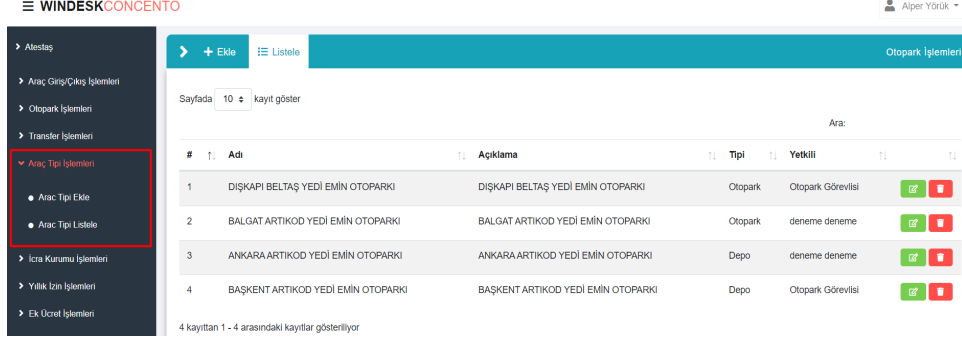 WINDESKCONCENTO
Alper Yörük
Atestaş
Araç Giriş/Çıkış İşlemleri
Otopark İşlemleri
Transfer İşlemleri
Araç Tipi İşlemleri
Arac Tipi Ekle
Arac Tipi Listele
İcra Kurumu İşlemleri
Yıllık İzin İşlemleri
Ek Ücret İşlemleri
+ Ekle Listele Otopark İşlemleri
Sayfada 10 kayıt göster
Ara:
# Adı Açıklama Tipi Yetkili
1 DIŞKAPI BELTAŞ YEDİ EMİN OTOPARKI DIŞKAPI BELTAŞ YEDİ EMİN OTOPARKI Otopark Otopark Görevlisi
2 BALGAT ARTIKOD YEDİ EMİN OTOPARKI BALGAT ARTIKOD YEDİ EMİN OTOPARKI Otopark deneme deneme
3 ANKARA ARTIKOD YEDİ EMİN OTOPARKI ANKARA ARTIKOD YEDİ EMİN OTOPARKI Depo deneme deneme
4 BAŞKENT ARTIKOD YEDİ EMİN OTOPARKI BAŞKENT ARTIKOD YEDİ EMİN OTOPARKI Depo Otopark Görevlisi
4 kayıttan 1 - 4 arasındaki kayıtlar gösteriliyor